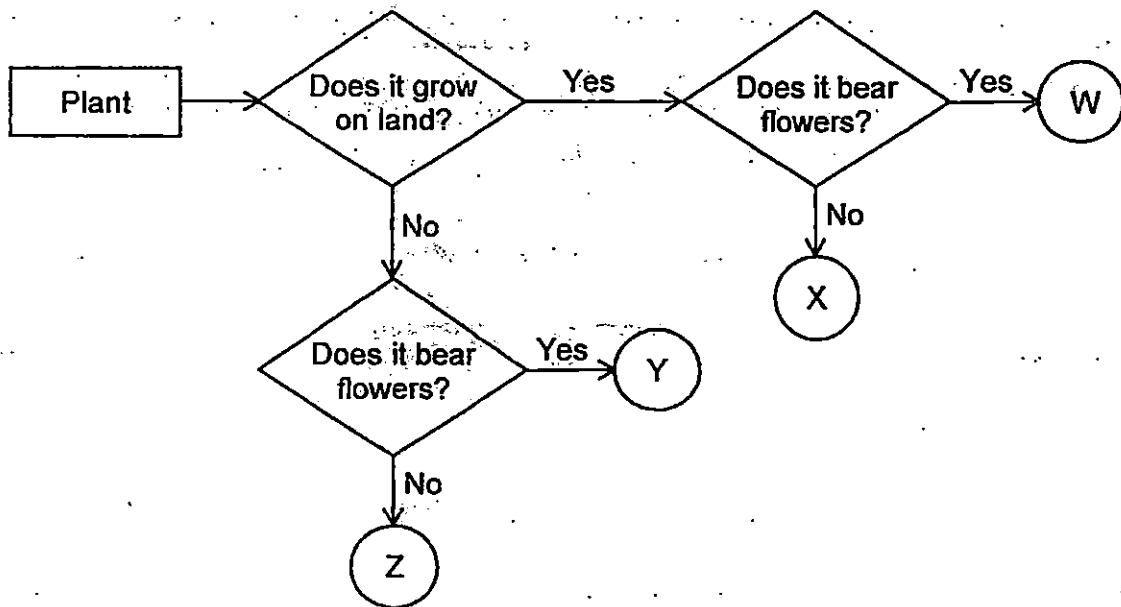 Plant
Does it grow
on land?
Yes
Does it bear
flowers?
Yes
W
No
No
X
Does it bear
flowers?
Yes
Y
No
Z